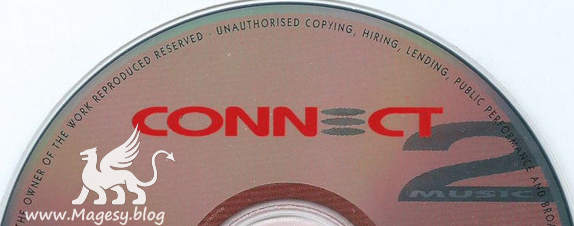 THE OWNER OF THE WORK REPRODUCED RESERVED · UNAUTHORISED COPYING, HIRING, LENDING, PUBLIC PERFORMANCE AND
CONNECT
2
MUSIC
www.Magesy.blog